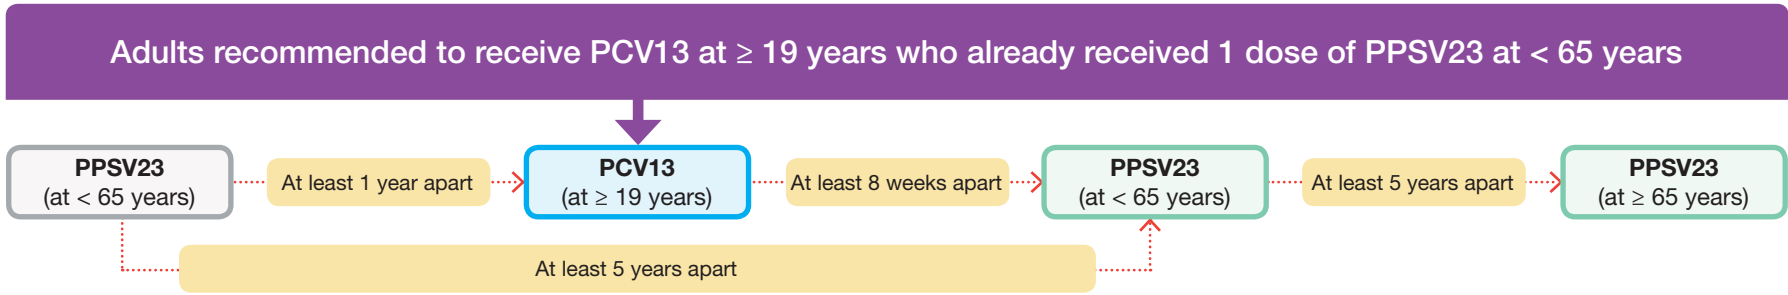 Adults recommended to receive PCV13 at ≥ 19 years who already received 1 dose of PPSV23 at < 65 years
PPSV23
(at < 65 years)
At least 1 year apart
PCV13
(at ≥ 19 years)
At least 8 weeks apart
PPSV23
(at < 65 years)
At least 5 years apart
PPSV23
(at ≥ 65 years)
At least 5 years apart